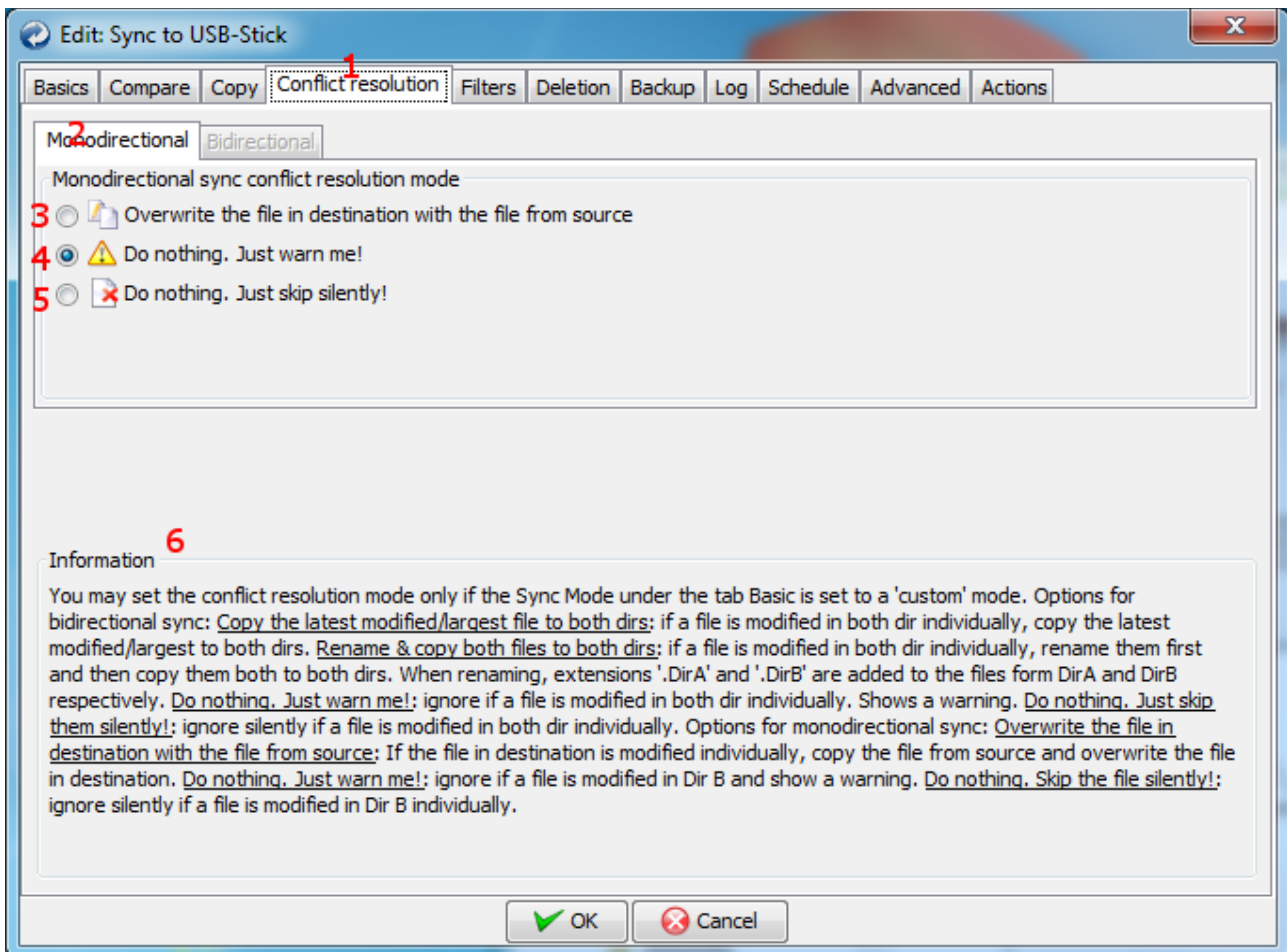 Edit: Sync to USB-Stick
X
1
Basics Compare Copy Conflict resolution Filters Deletion Backup Log Schedule Advanced Actions
2
Monodirectional Bidirectional
Monodirectional sync conflict resolution mode
3 Overwrite the file in destination with the file from source
4 Do nothing. Just warn me!
5 Do nothing. Just skip silently!
6
Information
You may set the conflict resolution mode only if the Sync Mode under the tab Basic is set to a 'custom' mode. Options for
bidirectional sync: Copy the latest modified/largest file to both dirs: if a file is modified in both dir individually, copy the latest
modified/largest to both dirs. Rename & copy both files to both dirs: if a file is modified in both dir individually, rename them first
and then copy them both to both dirs. When renaming, extensions '.DirA' and '.DirB' are added to the files form DirA and DirB
respectively. Do nothing. Just warn me!: ignore if a file is modified in both dir individually. Shows a warning. Do nothing. Just skip
them silently!: ignore silently if a file is modified in both dir individually. Options for monodirectional sync: Overwrite the file in
destination with the file from source: If the file in destination is modified individually, copy the file from source and overwrite the file
in destination. Do nothing. Just warn me!: ignore if a file is modified in Dir B and show a warning. Do nothing. Skip the file silently!:
ignore silently if a file is modified in Dir B individually.
OK Cancel